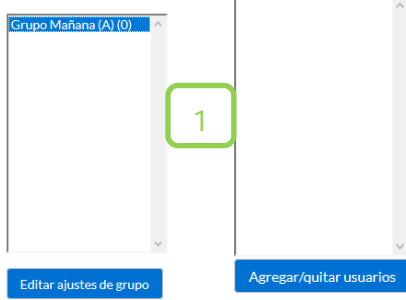 Grupo Mañana (A) (0)
1
Editar ajustes de grupo
Agregar/quitar usuarios